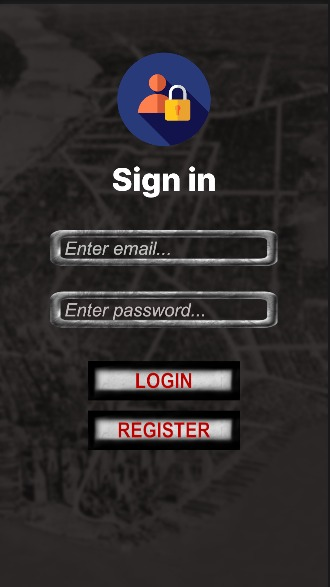 Sign in
Enter email...
Enter password...
LOGIN
REGISTER